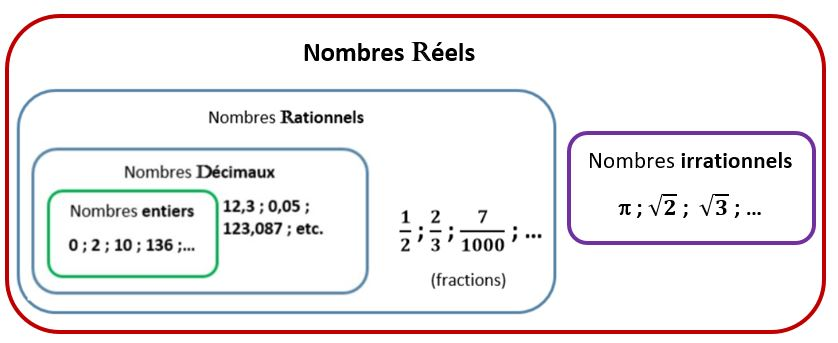 Nombres Réels
Nombres Rationnels
Nombres Décimaux
Nombres entiers
0 ; 2 ; 10 ; 136 ;...
12,3 ; 0,05 ;
123,087 ; etc.
1/2 ; 2/3 ; 7/1000 ; ...
(fractions)
Nombres irrationnels
π ; √2 ; √3 ; ...